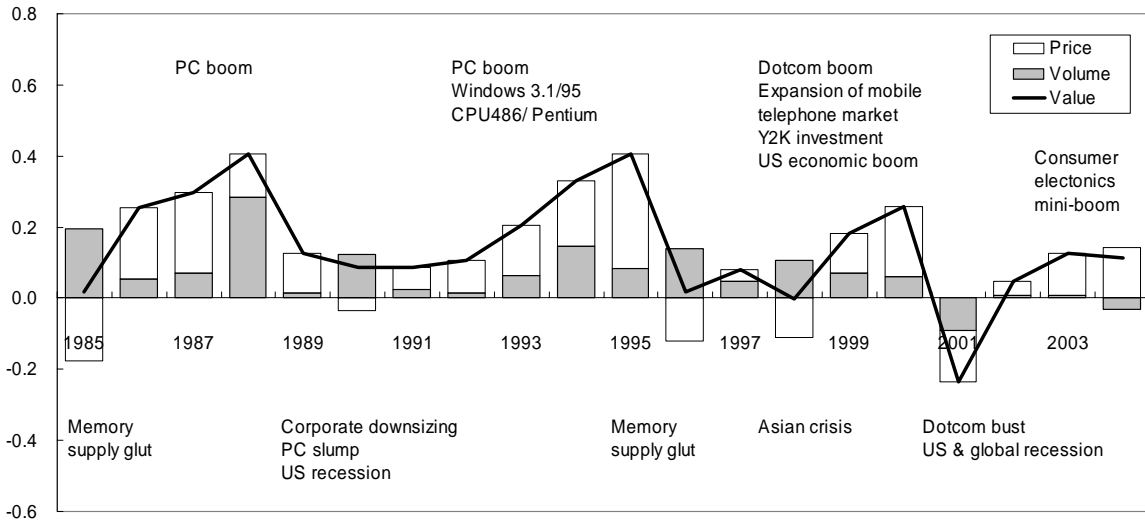 0.8
0.6
0.4
0.2
0.0
-0.2
-0.4
-0.6
PC boom
PC boom
Windows 3.1/95
CPU486/ Pentium
Dotcom boom
Expansion of mobile
telephone market
Y2K investment
US economic boom
Price
Volume
Value
Consumer
electonics
mini-boom
1985
1987
1989
1991
1993
1995
1997
1999
2001
2003
Memory
supply glut
Corporate downsizing
PC slump
US recession
Memory
supply glut
Asian crisis
Dotcom bust
US & global recession